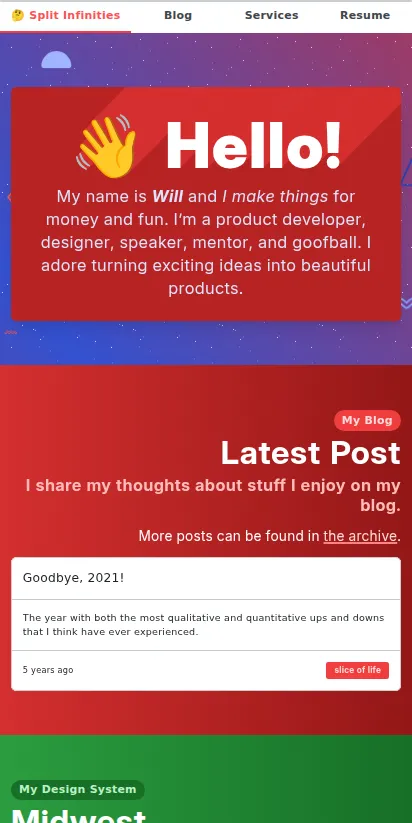 🤔 Split Infinities Blog Services Resume
👋 Hello!
My name is Will and I make things for
money and fun. I’m a product developer,
designer, speaker, mentor, and goofball. I
adore turning exciting ideas into beautiful
products.
My Blog
Latest Post
I share my thoughts about stuff I enjoy on my
blog.
More posts can be found in the archive.
Goodbye, 2021!
The year with both the most qualitative and quantitative ups and downs
that I think have ever experienced.
5 years ago slice of life
My Design System
Midwest